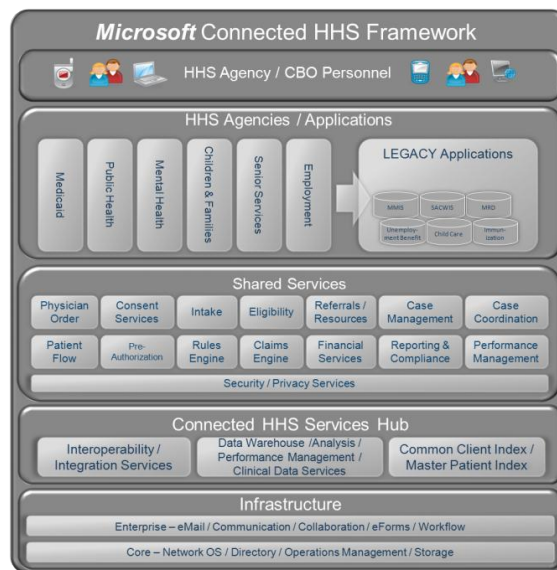 Microsoft Connected HHS Framework
HHS Agency / CBO Personnel
HHS Agencies / Applications
Medicaid
Public Health
Mental Health
Children & Families
Senior Services
Employment
LEGACY Applications
MMIS
SACWIS
MRD
Unemploy-
ment Benefit
Child Care
Immun-
ization
Shared Services
Physician
Order
Consent
Services
Intake
Eligibility
Referrals /
Resources
Case
Management
Case
Coordination
Patient
Flow
Pre-
Authorization
Rules
Engine
Claims
Engine
Financial
Services
Reporting &
Compliance
Performance
Management
Security / Privacy Services
Connected HHS Services Hub
Interoperability /
Integration Services
Data Warehouse /Analysis /
Performance Management /
Clinical Data Services
Common Client Index /
Master Patient Index
Infrastructure
Enterprise – eMail / Communication / Collaboration / eForms / Workflow
Core – Network OS / Directory / Operations Management / Storage